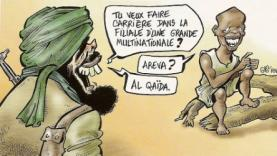 TU VEUX FAIRE
CARRIÈRE DANS LA
FILIALE D'UNE GRANDE
MULTINATIONALE ?
AREVA ?
AL QAÏDA.